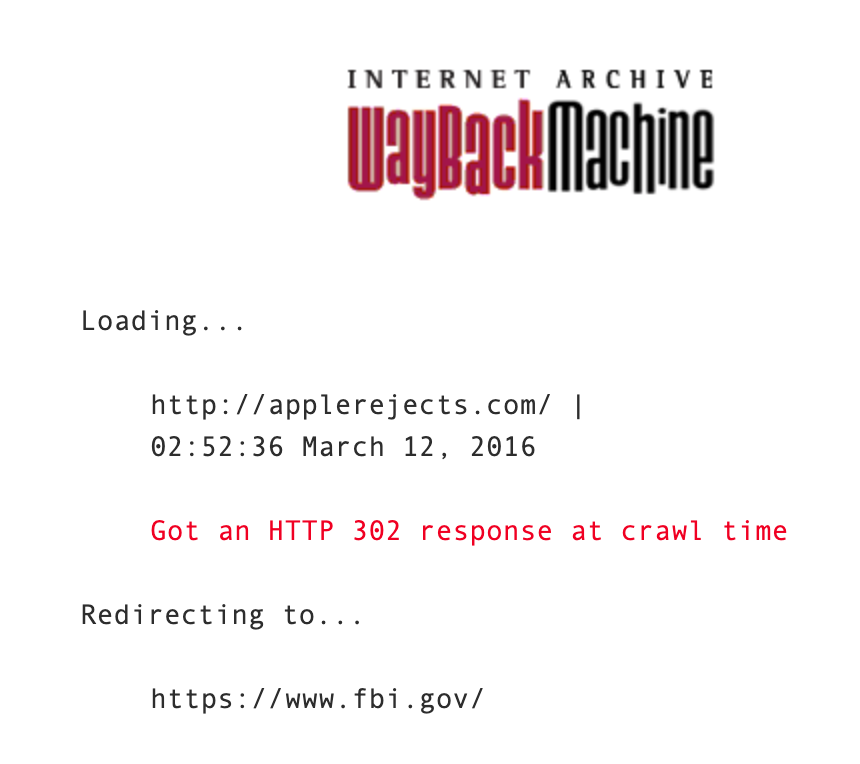 INTERNET ARCHIVE
WayBackMachine
Loading...
http://applerejects.com/ |
02:52:36 March 12, 2016
Got an HTTP 302 response at crawl time
Redirecting to...
https://www.fbi.gov/